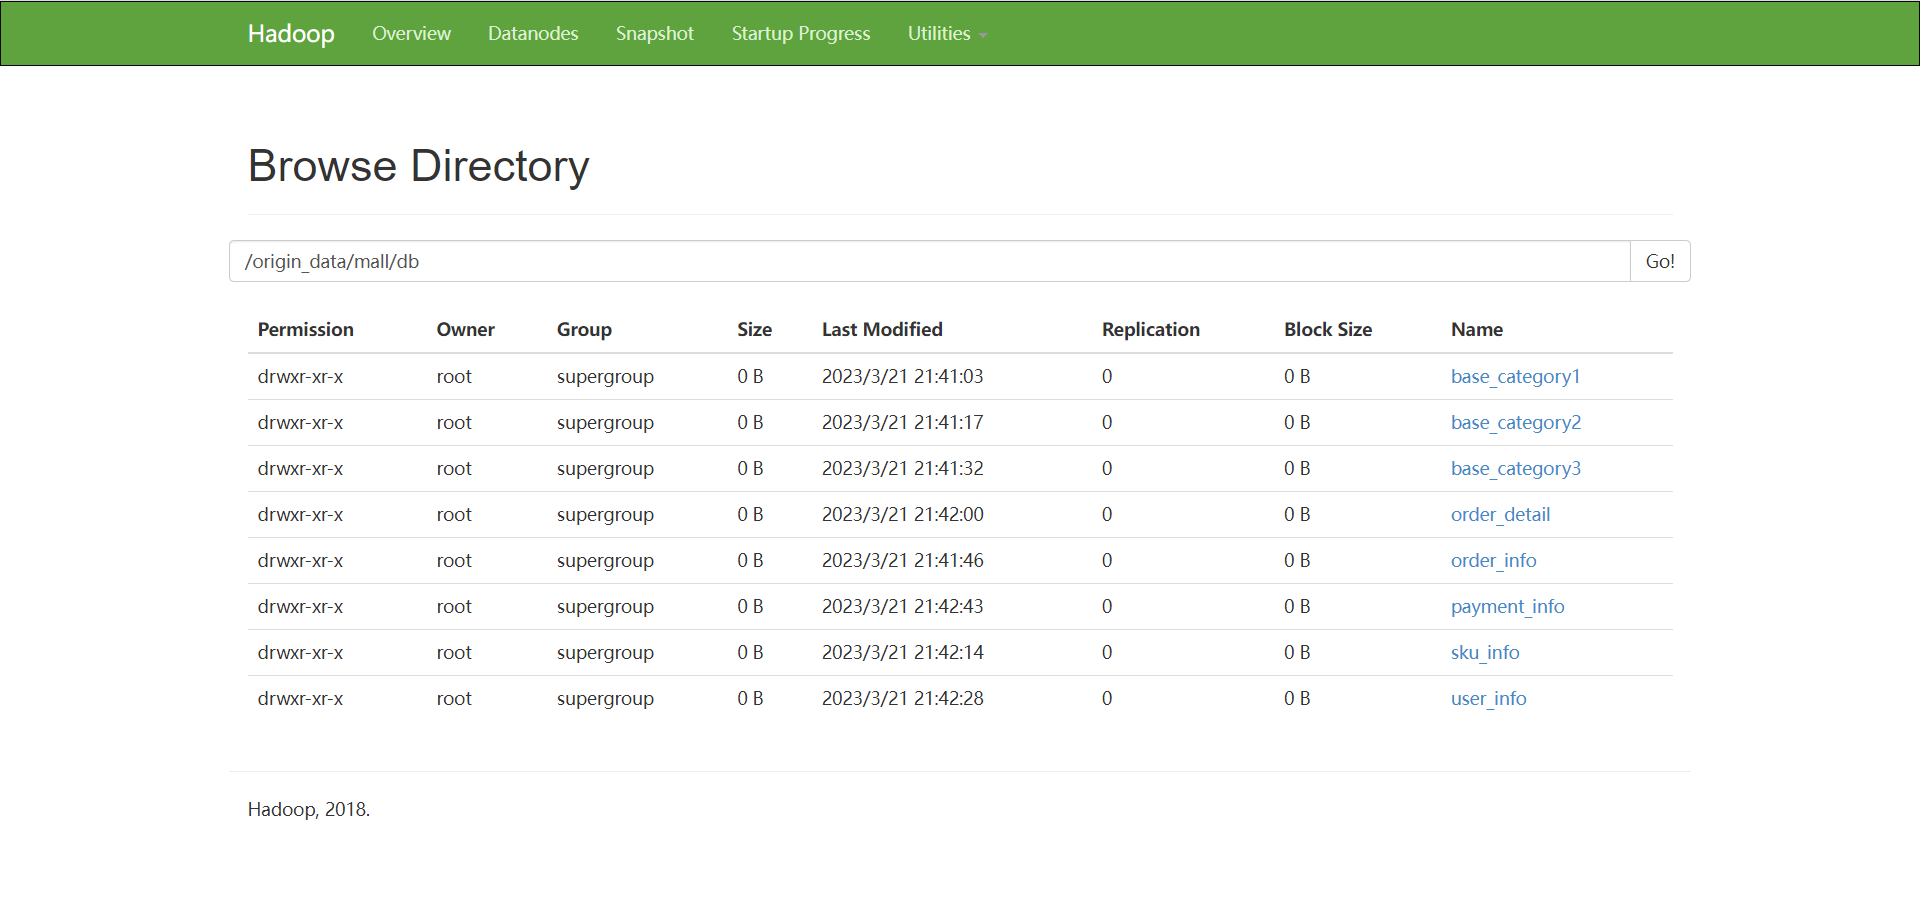 Hadoop Overview Datanodes Snapshot Startup Progress Utilities
Browse Directory
/origin_data/mall/db Go!
Permission Owner Group Size Last Modified Replication Block Size Name
drwxr-xr-x root supergroup 0 B 2023/3/21 21:41:03 0 0 B base_category1
drwxr-xr-x root supergroup 0 B 2023/3/21 21:41:17 0 0 B base_category2
drwxr-xr-x root supergroup 0 B 2023/3/21 21:41:32 0 0 B base_category3
drwxr-xr-x root supergroup 0 B 2023/3/21 21:42:00 0 0 B order_detail
drwxr-xr-x root supergroup 0 B 2023/3/21 21:41:46 0 0 B order_info
drwxr-xr-x root supergroup 0 B 2023/3/21 21:42:43 0 0 B payment_info
drwxr-xr-x root supergroup 0 B 2023/3/21 21:42:14 0 0 B sku_info
drwxr-xr-x root supergroup 0 B 2023/3/21 21:42:28 0 0 B user_info
Hadoop, 2018.